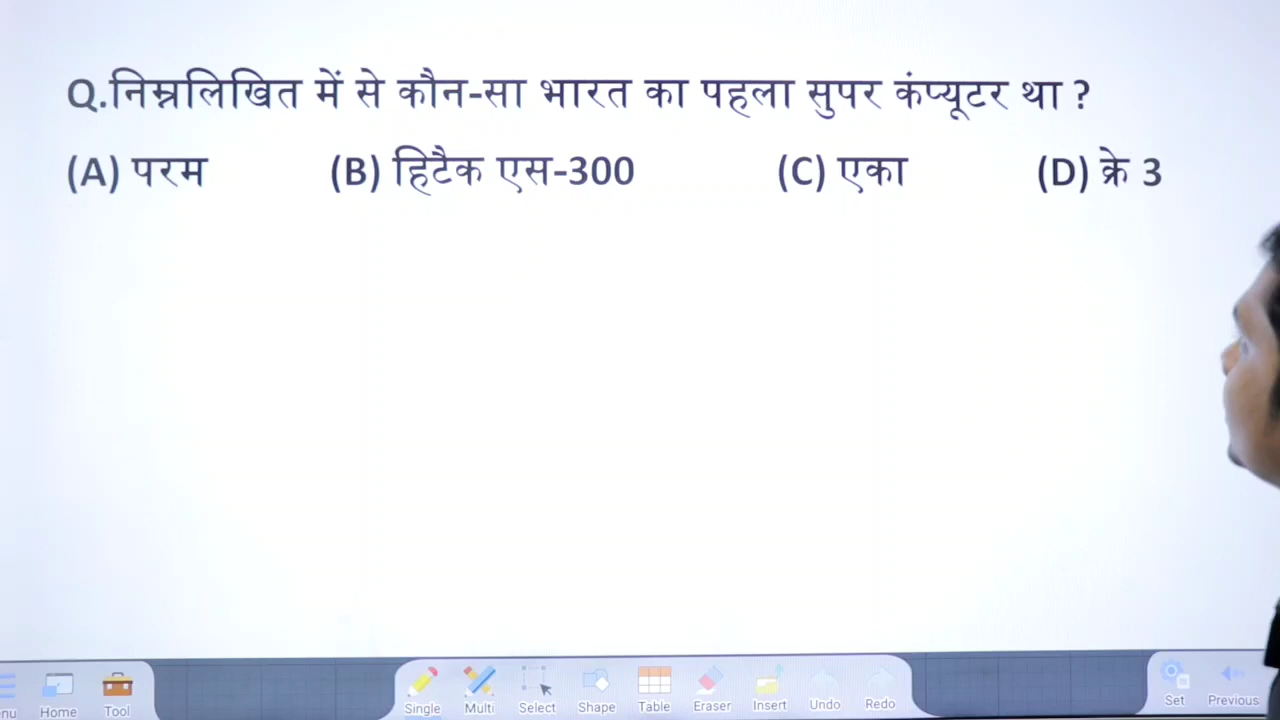 Q.निम्नलिखित में से कौन-सा भारत का पहला सुपर कंप्यूटर था ?
(A) परम (B) हिटैक एस-300 (C) एका (D) क्रे 3
nu Home Tool Single Multi Select Shape Table Eraser Insert Undo Redo Set Previous